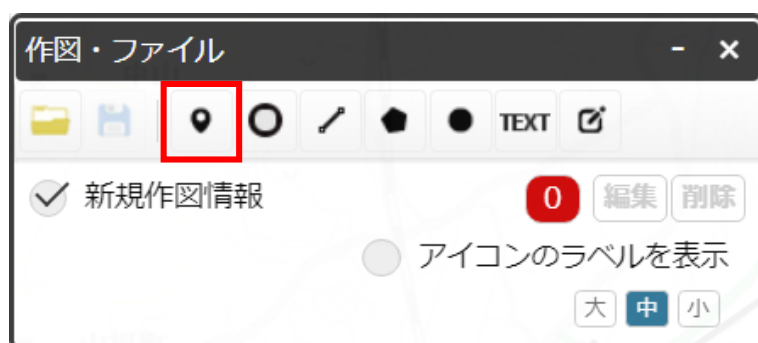 作図・ファイル
TEXT
新規作図情報 0 編集 削除
アイコンのラベルを表示
大 中 小